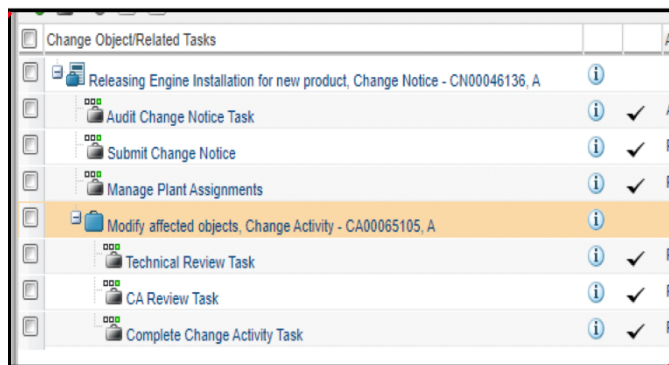 Change Object/Related Tasks
Releasing Engine Installation for new product, Change Notice - CN00046136, A
Audit Change Notice Task
Submit Change Notice
Manage Plant Assignments
Modify affected objects, Change Activity - CA00065105, A
Technical Review Task
CA Review Task
Complete Change Activity Task